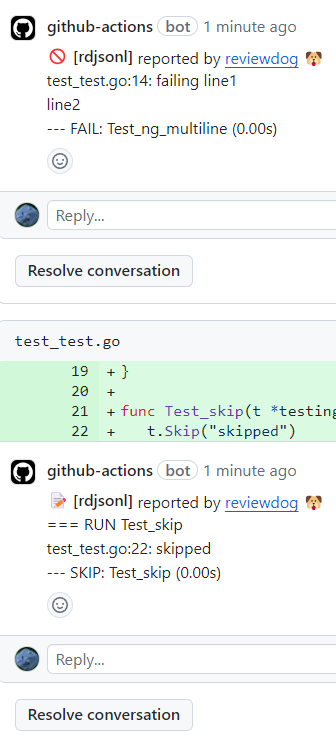 github-actions bot 1 minute ago
[rdjsonl] reported by reviewdog
test_test.go:14: failing line1
line2
--- FAIL: Test_ng_multiline (0.00s)
Reply...
Resolve conversation
test_test.go
19 + }
20 +
21 + func Test_skip(t *testing
22 + t.Skip("skipped")
github-actions bot 1 minute ago
[rdjsonl] reported by reviewdog
=== RUN Test_skip
test_test.go:22: skipped
--- SKIP: Test_skip (0.00s)
Reply...
Resolve conversation